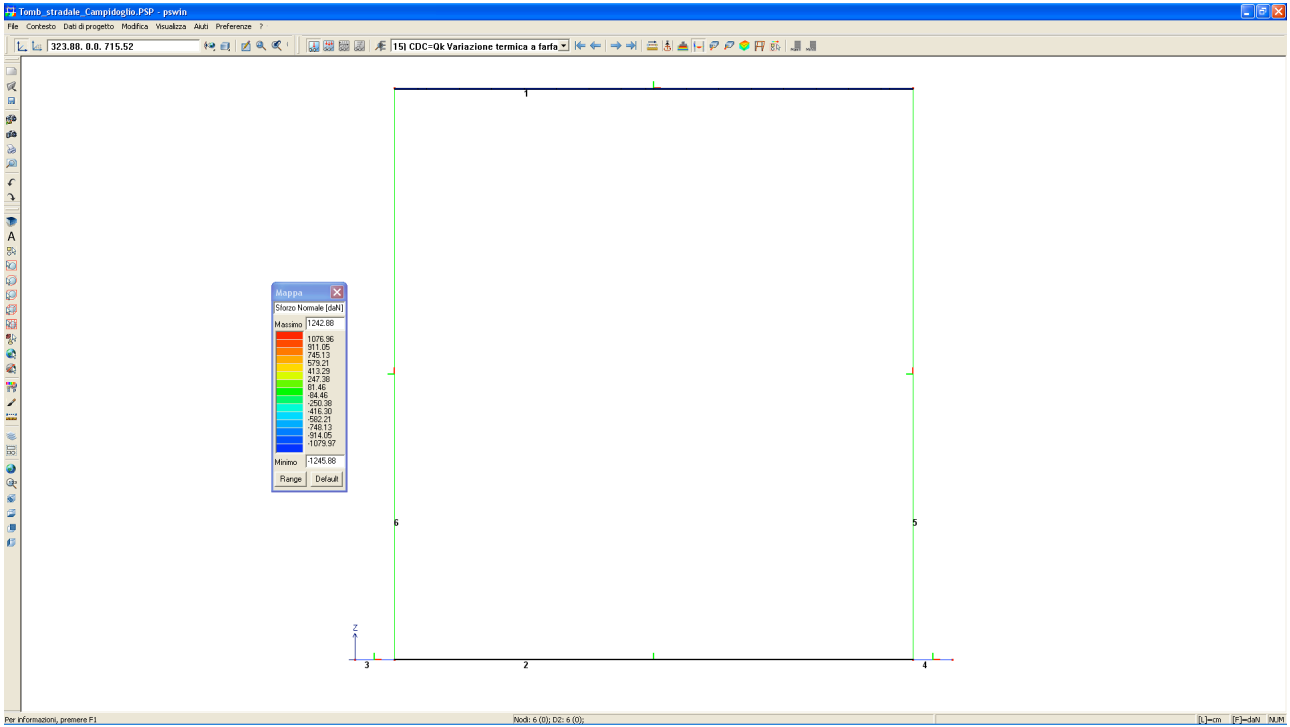 Tomb_stradale_Campidoglio.PSP - pswin
File Contesto Dati di progetto Modifica Visualizza Aiuti Preferenze ?
323.88. 0.0. 715.52
15) CDC=Qk Variazione termica a farfa
A
1
Mappa
Sforzo Normale [daN]
Massimo 1242.88
1076.96
911.05
745.13
579.21
413.29
247.38
81.46
-84.46
-250.38
-416.30
-582.21
-748.13
-914.05
-1079.97
Minimo -1245.88
Range Default
6
5
Z
3
2
4
Per informazioni, premere F1
Nodi: 6 (0); D2: 6 (0);
[L]=cm [F]=daN NUM